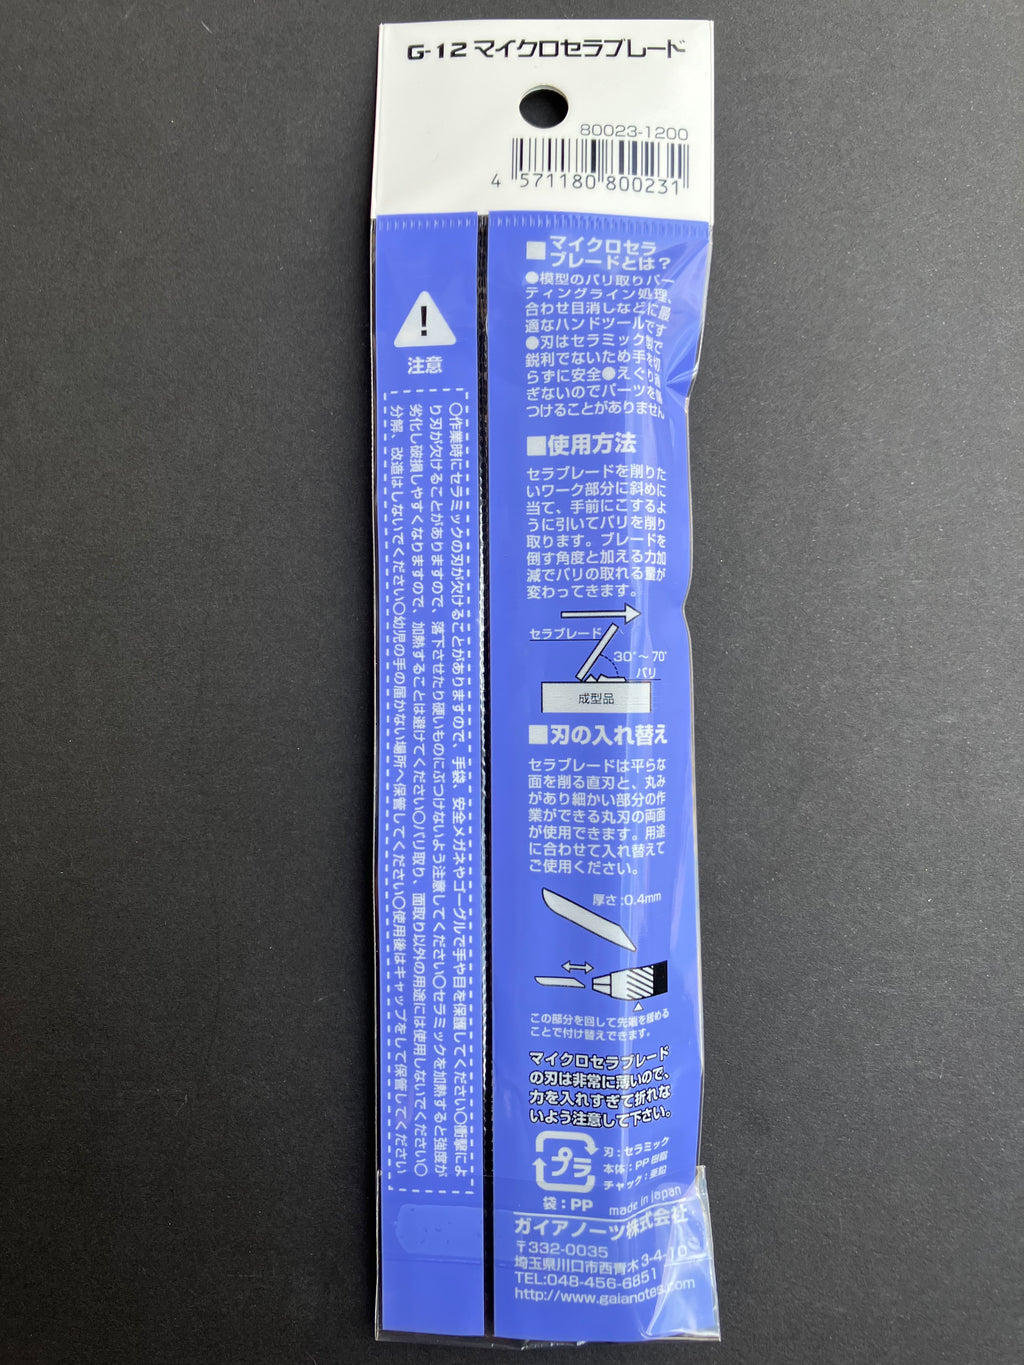 G-12 マイクロセラブレード
80023-1200
4 571180 800231
注意
〇作業時にセラミックの刃が欠けることがありますので、手袋、安全メガネやゴーグルで手や目を保護してください〇衝撃によ
り刃が欠けることがありますので、落下させたり硬いものにぶつけないよう注意してください〇セラミックを加熱すると強度が
劣化し破損しやすくなりますので、加熱することは避けてください〇バリ取り、面取り以外の用途には使用しないでください〇
分解、改造はしないでください〇幼児の手の届かない場所へ保管してください〇使用後はキャップをして保管してください
■マイクロセラ
ブレードとは？
●模型のバリ取りパー
ティングライン処理、
合わせ目消しなどに最
適なハンドツールです
●刃はセラミック製で
鋭利でないため手を切
らずに安全●えぐり過
ぎないのでパーツを傷
つけることがありません
■使用方法
セラブレードを削りた
いワーク部分に斜めに
当て、手前にこするよ
うに引いてバリを削り
取ります。ブレードを
倒す角度と加える力加
減でバリの取れる量が
変わってきます。
セラブレード
30°～70°
バリ
成型品
■刃の入れ替え
セラブレードは平らな
面を削る直刃と、丸み
があり細かい部分の作
業ができる丸刃の両面
が使用できます。用途
に合わせて入れ替えて
ご使用ください。
厚さ:0.4mm
この部分を回して先端を緩める
ことで付け替えできます。
マイクロセラブレード
の刃は非常に薄いので、
力を入れすぎて折れな
いよう注意して下さい。
プラ
袋：PP
刃：セラミック
本体：PP樹脂
チャック：亜鉛
made in japan
ガイアノーツ株式会社
〒332-0035
埼玉県川口市西青木3-4-10
TEL:048-456-6851
http://www.gaianotes.com